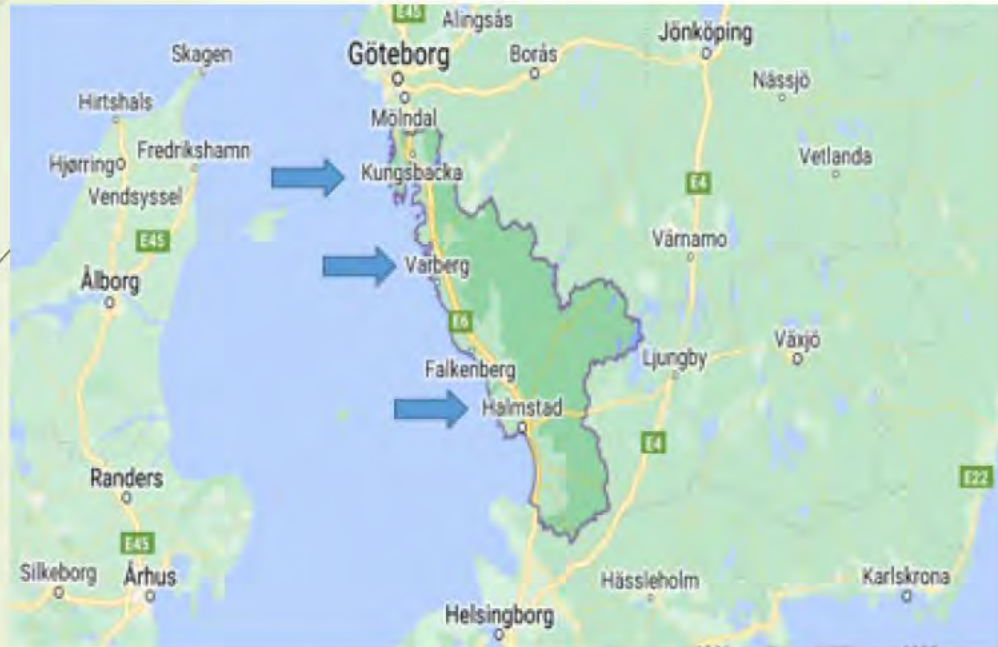 E45
Alingsås
Jönköping
Skagen
Göteborg
Borås
Nässjö
Hirtshals
Mölndal
Hjørring
Fredrikshamn
Kungsbacka
Vetlanda
E4
Vendsyssel
E45
Värnamo
Varberg
Ålborg
E6
Växjö
Ljungby
Falkenberg
Halmstad
E4
Randers
E22
E45
Silkeborg
Århus
Hässleholm
Karlskrona
Helsingborg